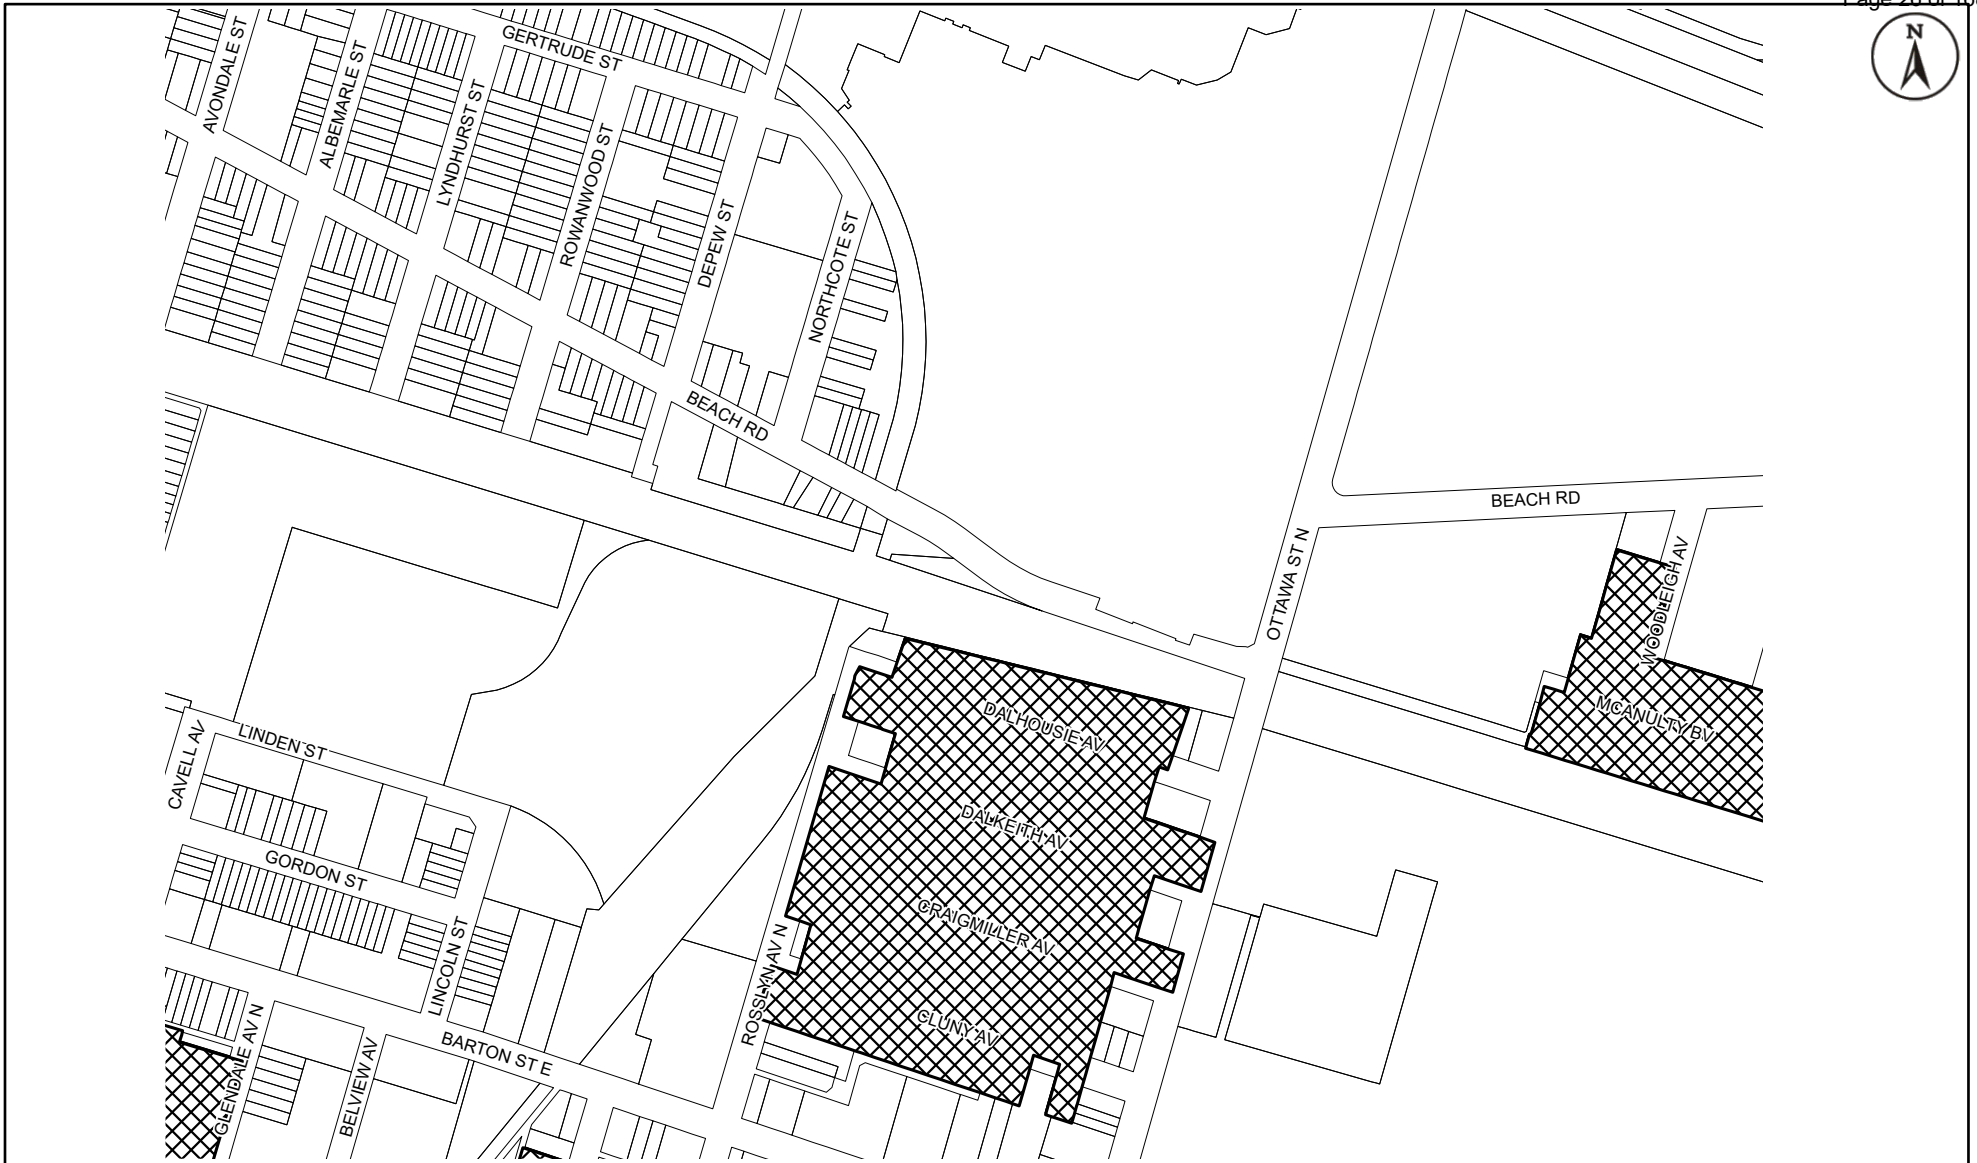 N
AVONDALE ST
ALBEMARLE ST
LYNDHURST ST
GERTRUDE ST
ROWANWOOD ST
DEPEW ST
NORTHCOTE ST
BEACH RD
BEACH RD
OTTAWA ST N
WOODLEIGH AV
MCANULTY BV
DALHOUSIE AV
DALKEITH AV
CRAIGMILLER AV
CLUNY AV
ROSSLYN AV N
CAVELL AV
LINDEN ST
GORDON ST
LINCOLN ST
BARTON ST E
GLENDALE AV N
BELVIEW AV